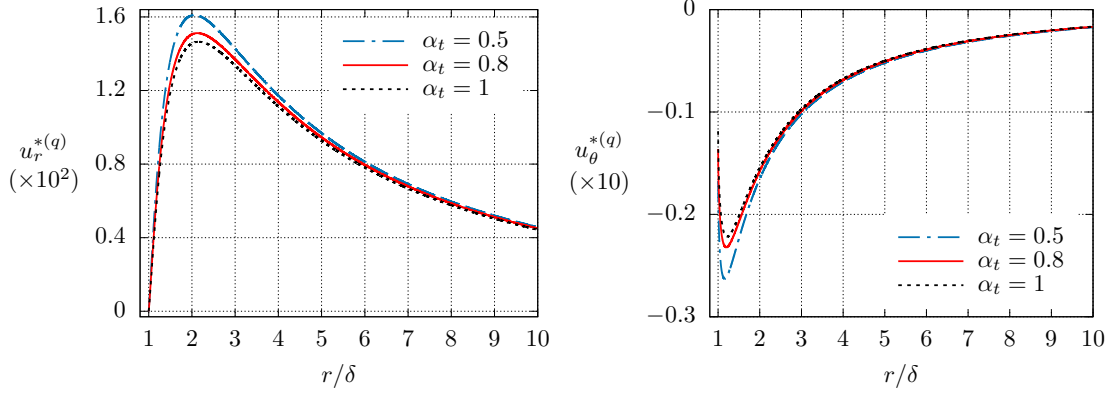 1.6
1.2
0.8
0.4
0
u_r^{*(q)}
(×10²)
α_t = 0.5
α_t = 0.8
α_t = 1
1 2 3 4 5 6 7 8 9 10
r/δ
0
−0.1
−0.2
−0.3
u_θ^{*(q)}
(×10)
α_t = 0.5
α_t = 0.8
α_t = 1
1 2 3 4 5 6 7 8 9 10
r/δ